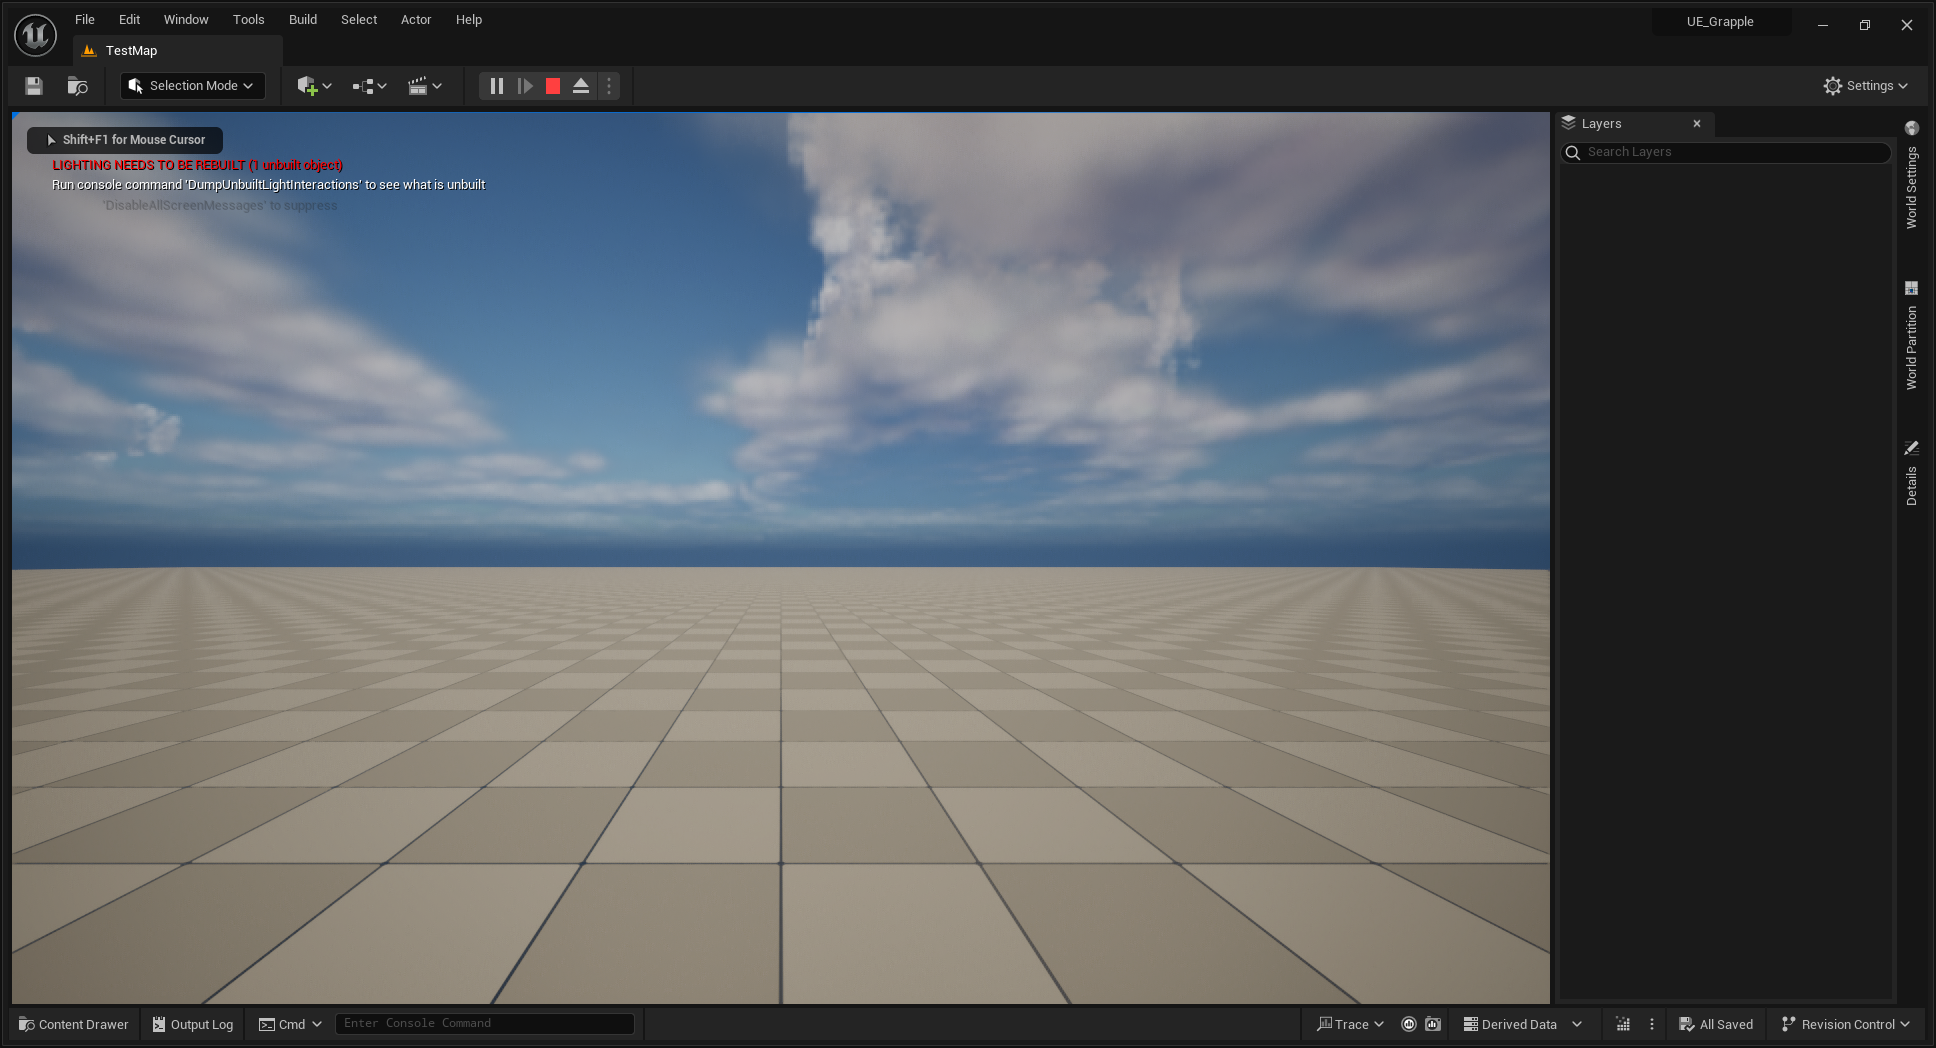 File Edit Window Tools Build Select Actor Help
UE_Grapple
TestMap
Selection Mode
Settings
Shift+F1 for Mouse Cursor
LIGHTING NEEDS TO BE REBUILT (1 unbuilt object)
Run console command 'DumpUnbuiltLightInteractions' to see what is unbuilt
'DisableAllScreenMessages' to suppress
Layers
Search Layers
World Settings
World Partition
Details
Content Drawer
Output Log
Cmd
Enter Console Command
Trace
Derived Data
All Saved
Revision Control